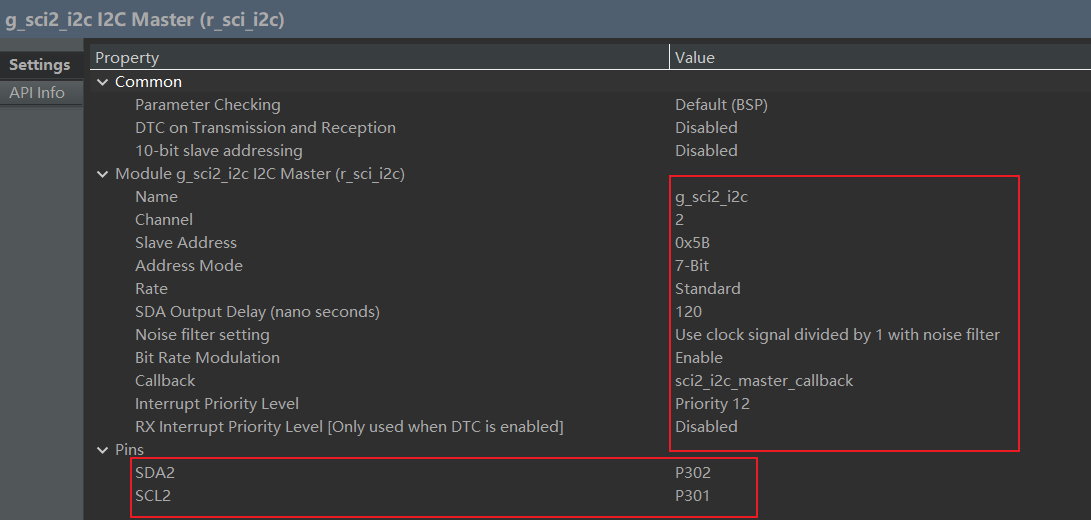 g_sci2_i2c I2C Master (r_sci_i2c)
Settings
API Info
Property Value
Common
Parameter Checking Default (BSP)
DTC on Transmission and Reception Disabled
10-bit slave addressing Disabled
Module g_sci2_i2c I2C Master (r_sci_i2c)
Name g_sci2_i2c
Channel 2
Slave Address 0x5B
Address Mode 7-Bit
Rate Standard
SDA Output Delay (nano seconds) 120
Noise filter setting Use clock signal divided by 1 with noise filter
Bit Rate Modulation Enable
Callback sci2_i2c_master_callback
Interrupt Priority Level Priority 12
RX Interrupt Priority Level [Only used when DTC is enabled] Disabled
Pins
SDA2 P302
SCL2 P301